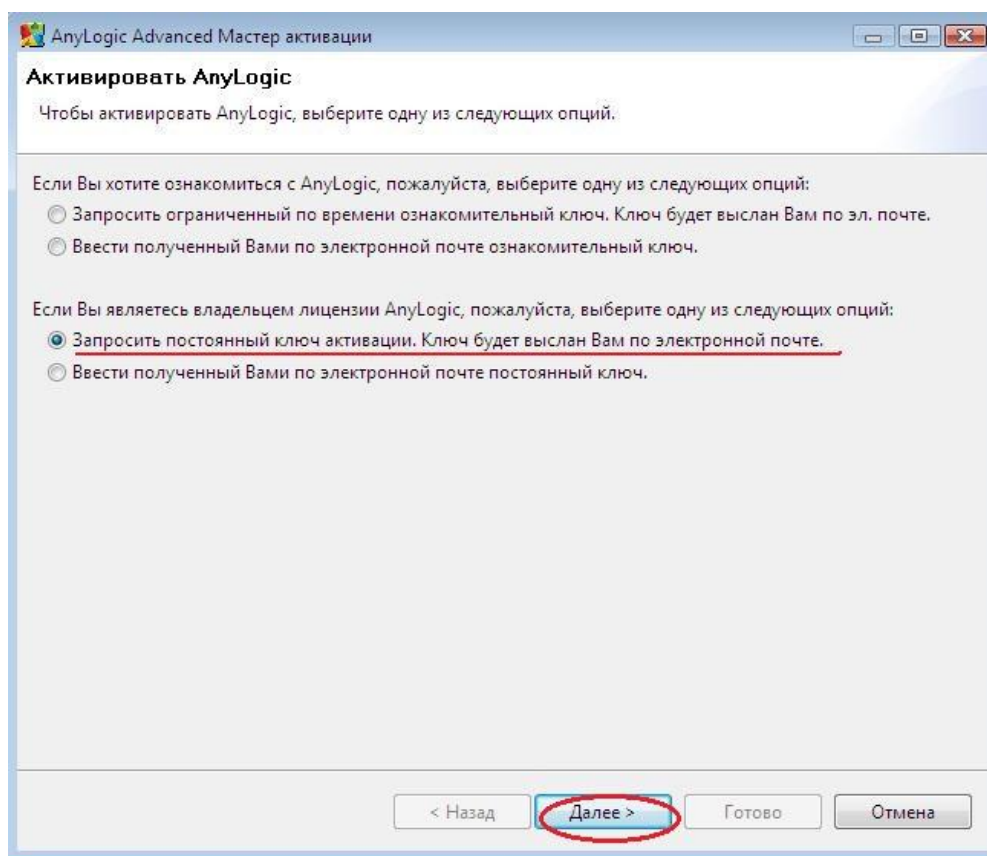 AnyLogic Advanced Мастер активации
Активировать AnyLogic
Чтобы активировать AnyLogic, выберите одну из следующих опций.
Если Вы хотите ознакомиться с AnyLogic, пожалуйста, выберите одну из следующих опций:
Запросить ограниченный по времени ознакомительный ключ. Ключ будет выслан Вам по эл. почте.
Ввести полученный Вами по электронной почте ознакомительный ключ.
Если Вы являетесь владельцем лицензии AnyLogic, пожалуйста, выберите одну из следующих опций:
Запросить постоянный ключ активации. Ключ будет выслан Вам по электронной почте.
Ввести полученный Вами по электронной почте постоянный ключ.
< Назад Далее > Готово Отмена